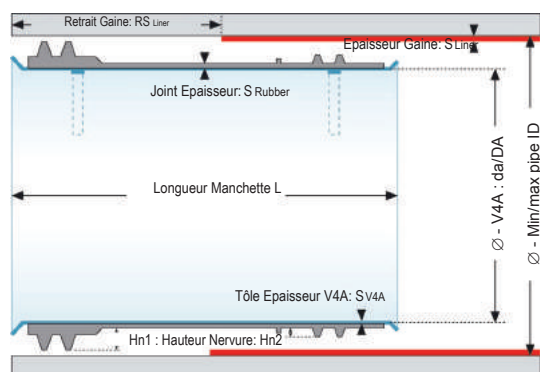 Retrait Gaine: RS Liner
Epaisseur Gaine: S Liner
Joint Epaisseur: S Rubber
Longueur Manchette L
∅ - V4A : da/DA
∅ - Min/max pipe ID
Tôle Epaisseur V4A: S V4A
Hn1 : Hauteur Nervure: Hn2